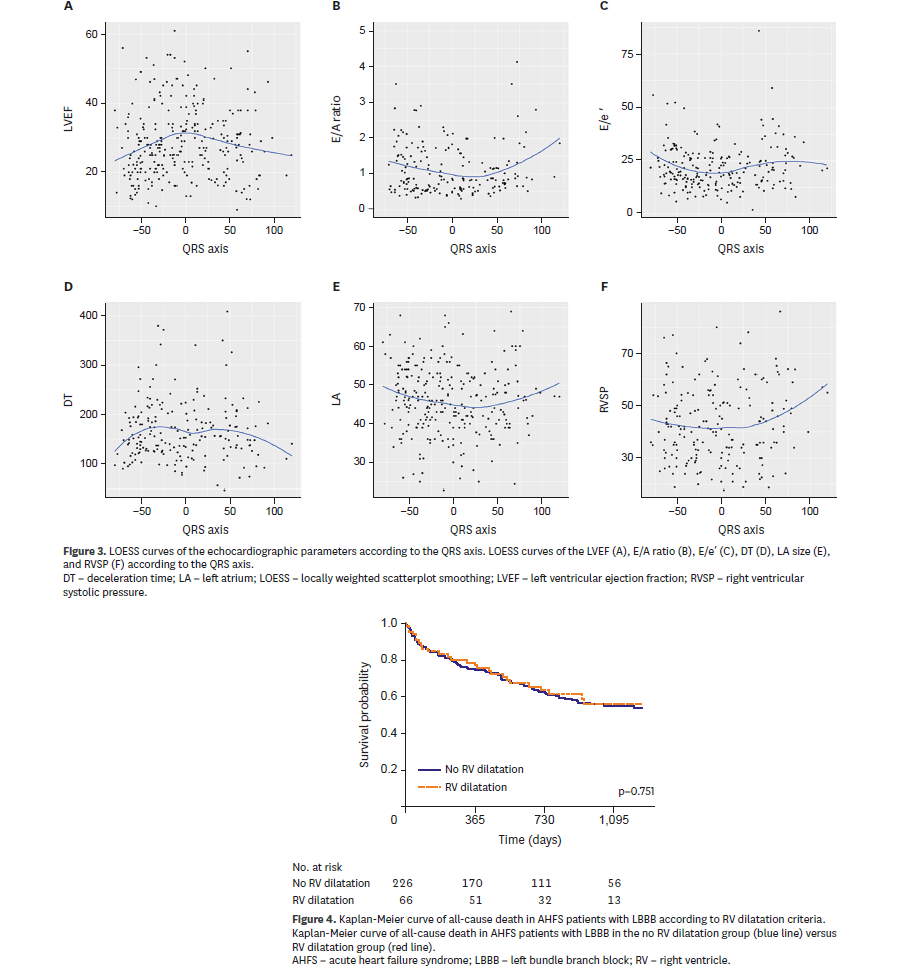 A
B
C
60
40
20
LVEF
−50
0
50
100
QRS axis
5
4
3
2
1
0
E/A ratio
−50
0
50
100
QRS axis
75
50
25
0
E/e ′
−50
0
50
100
QRS axis
D
E
F
400
300
200
100
DT
−50
0
50
100
QRS axis
70
60
50
40
30
LA
−50
0
50
100
QRS axis
70
50
30
RVSP
−50
0
50
100
QRS axis
Figure 3. LOESS curves of the echocardiographic parameters according to the QRS axis. LOESS curves of the LVEF (A), E/A ratio (B), E/e′ (C), DT (D), LA size (E),
and RVSP (F) according to the QRS axis.
DT – deceleration time; LA – left atrium; LOESS – locally weighted scatterplot smoothing; LVEF – left ventricular ejection fraction; RVSP – right ventricular
systolic pressure.
1.0
0.8
0.6
0.4
0.2
Survival probability
No RV dilatation
RV dilatation
p–0.751
0
365
730
1,095
Time (days)
No. at risk
No RV dilatation 226 170 111 56
RV dilatation 66 51 32 13
Figure 4. Kaplan-Meier curve of all-cause death in AHFS patients with LBBB according to RV dilatation criteria.
Kaplan-Meier curve of all-cause death in AHFS patients with LBBB in the no RV dilatation group (blue line) versus
RV dilatation group (red line).
AHFS – acute heart failure syndrome; LBBB – left bundle branch block; RV – right ventricle.